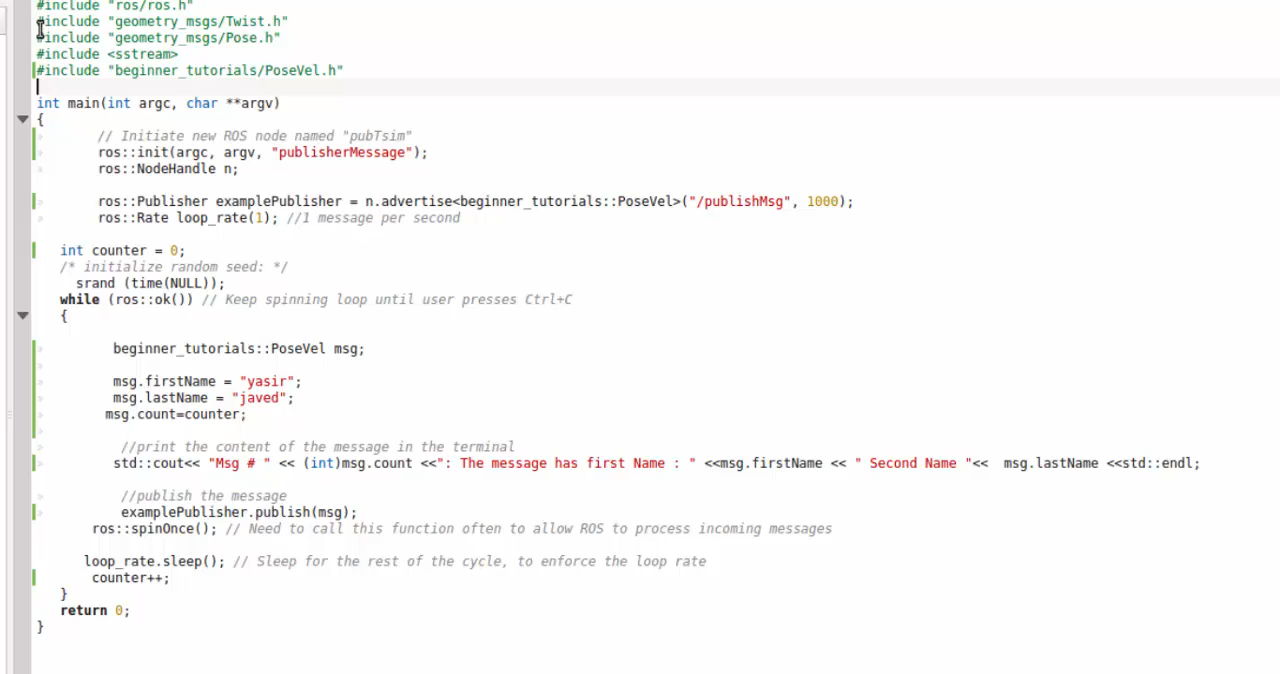 #include "ros/ros.h"
#include "geometry_msgs/Twist.h"
#include "geometry_msgs/Pose.h"
#include <sstream>
#include "beginner_tutorials/PoseVel.h"
int main(int argc, char **argv)
{
// Initiate new ROS node named "pubTsim"
ros::init(argc, argv, "publisherMessage");
ros::NodeHandle n;
ros::Publisher examplePublisher = n.advertise<beginner_tutorials::PoseVel>("/publishMsg", 1000);
ros::Rate loop_rate(1); //1 message per second
int counter = 0;
/* initialize random seed: */
srand (time(NULL));
while (ros::ok()) // Keep spinning loop until user presses Ctrl+C
{
beginner_tutorials::PoseVel msg;
msg.firstName = "yasir";
msg.lastName = "javed";
msg.count=counter;
//print the content of the message in the terminal
std::cout<< "Msg # " << (int)msg.count <<": The message has first Name : " <<msg.firstName << " Second Name "<<  msg.lastName <<std::endl;
//publish the message
examplePublisher.publish(msg);
ros::spinOnce(); // Need to call this function often to allow ROS to process incoming messages
loop_rate.sleep(); // Sleep for the rest of the cycle, to enforce the loop rate
counter++;
}
return 0;
}